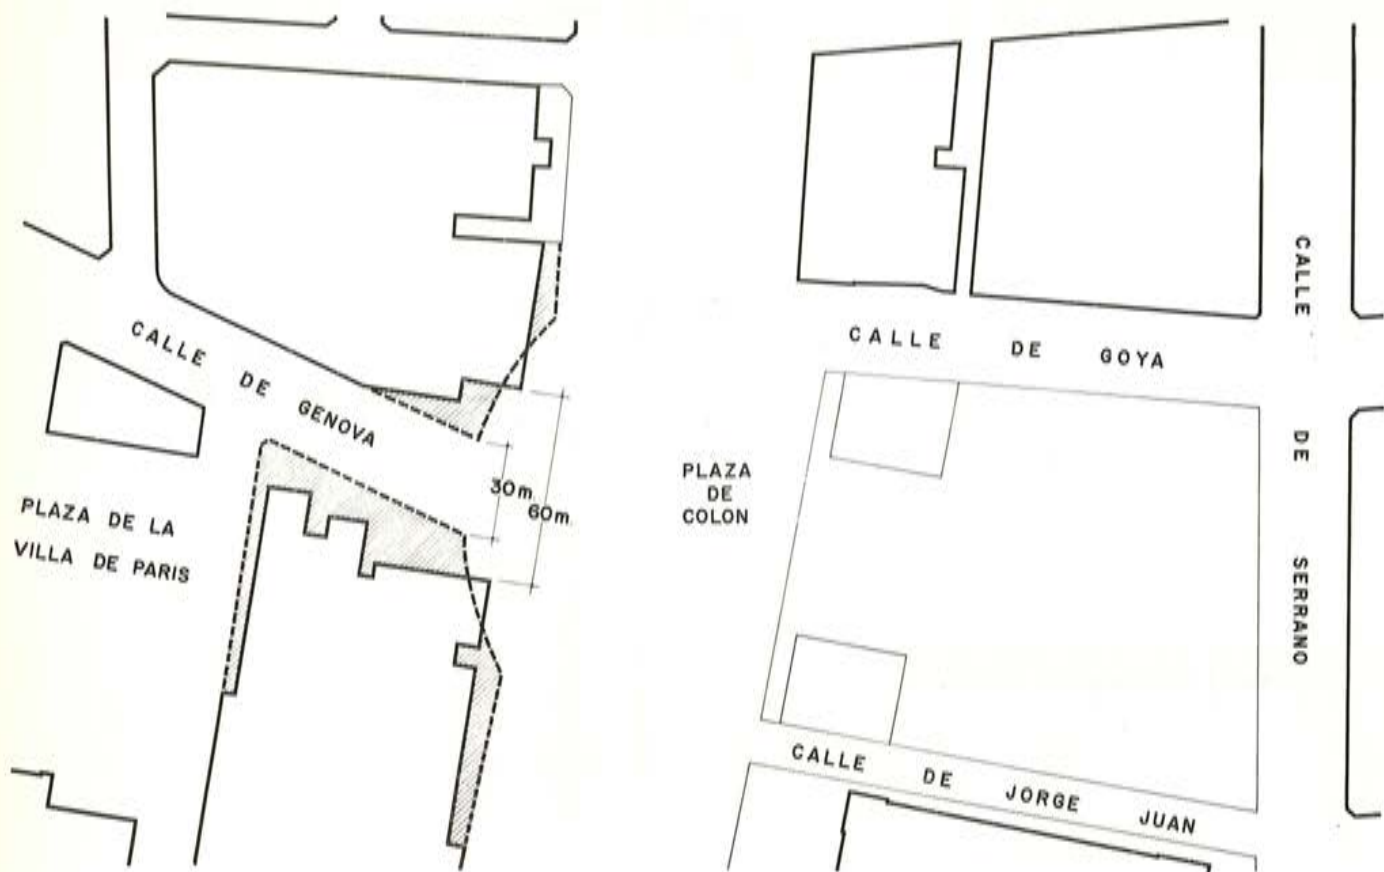 CALLE DE GENOVA
30m
60m
PLAZA DE LA
VILLA DE PARIS
PLAZA
DE
COLON
CALLE DE GOYA
CALLE DE SERRANO
CALLE DE JORGE JUAN